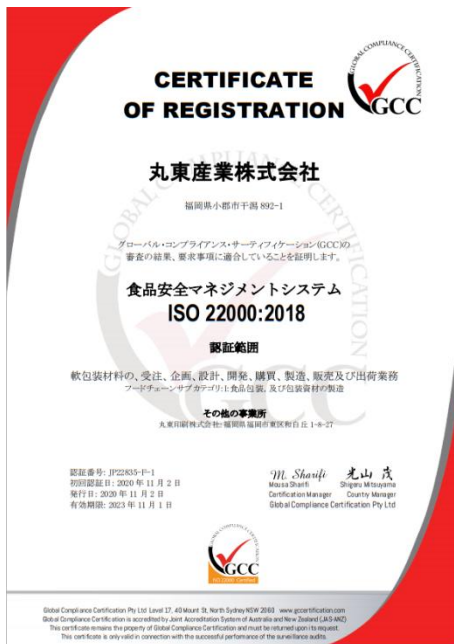 CERTIFICATE
OF REGISTRATION
GLOBAL COMPLIANCE CERTIFICATION
GCC
丸東産業株式会社
福岡県小郡市干潟 892-1
グローバル・コンプライアンス・サーティフィケーション(GCC)の
審査の結果、要求事項に適合していることを証明します。
食品安全マネジメントシステム
ISO 22000:2018
認証範囲
軟包装材料の、受注、企画、設計、開発、購買、製造、販売及び出荷業務
フードチェーンサブカテゴリ:I:食品包装、及び包装資材の製造
その他の事業所
丸東印刷株式会社: 福岡県福岡市東区和白丘 1-8-27
認証番号: JP22835-F-1
初回認証日: 2020 年 11 月 2 日
発行日: 2020 年 11 月 2 日
有効期限: 2023 年 11 月 1 日
M. Sharifi
Mousa Sharifi
Certification Manager
光山 茂
Shigeru Mitsuyama
Country Manager
Global Compliance Certification Pty Ltd
GLOBAL COMPLIANCE CERTIFICATION
GCC
ISO 22000 Certified
GLOBAL COMPLIANCE CERTIFICATION
Global Compliance Certification Pty Ltd Level 17, 40 Mount St, North Sydney NSW 2060 www.gccertification.com
Global Compliance Certification is accredited by Joint Accreditation System of Australia and New Zealand (JAS-ANZ)
This certificate remains the property of Global Compliance Certification and must be returned upon its request.
This certificate is only valid in connection with the successful performance of the surveillance audits.